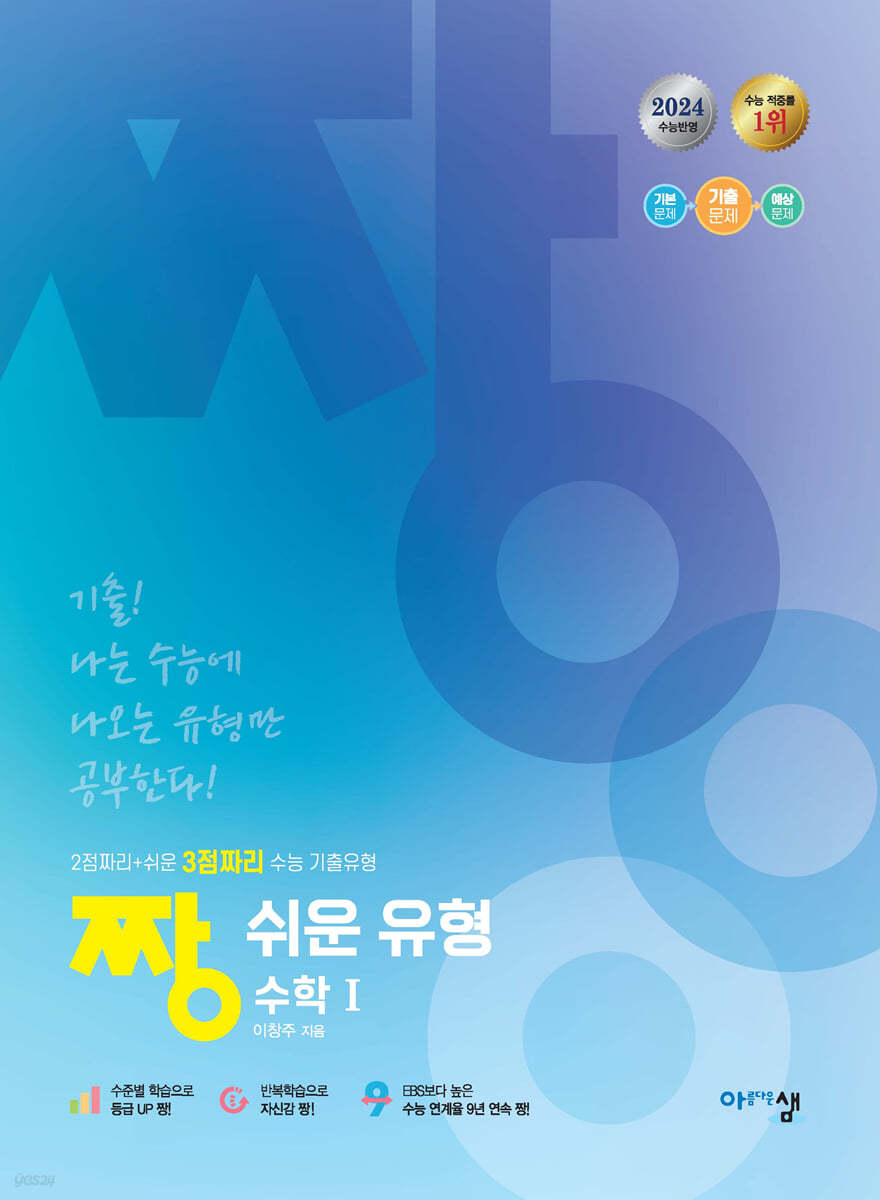 짱
2024
수능반영
수능 적중률
1위
기본
문제
기출
문제
예상
문제
기출!
나는 수능에
나오는 유형만
공부한다!
2점짜리+쉬운 3점짜리 수능 기출유형
짱 쉬운 유형
수학 I
이창주 지음
수준별 학습으로
등급 UP 짱!
반복학습으로
자신감 짱!
9
EBS보다 높은
수능 연계율 9년 연속 짱!
아름다운샘
yes24